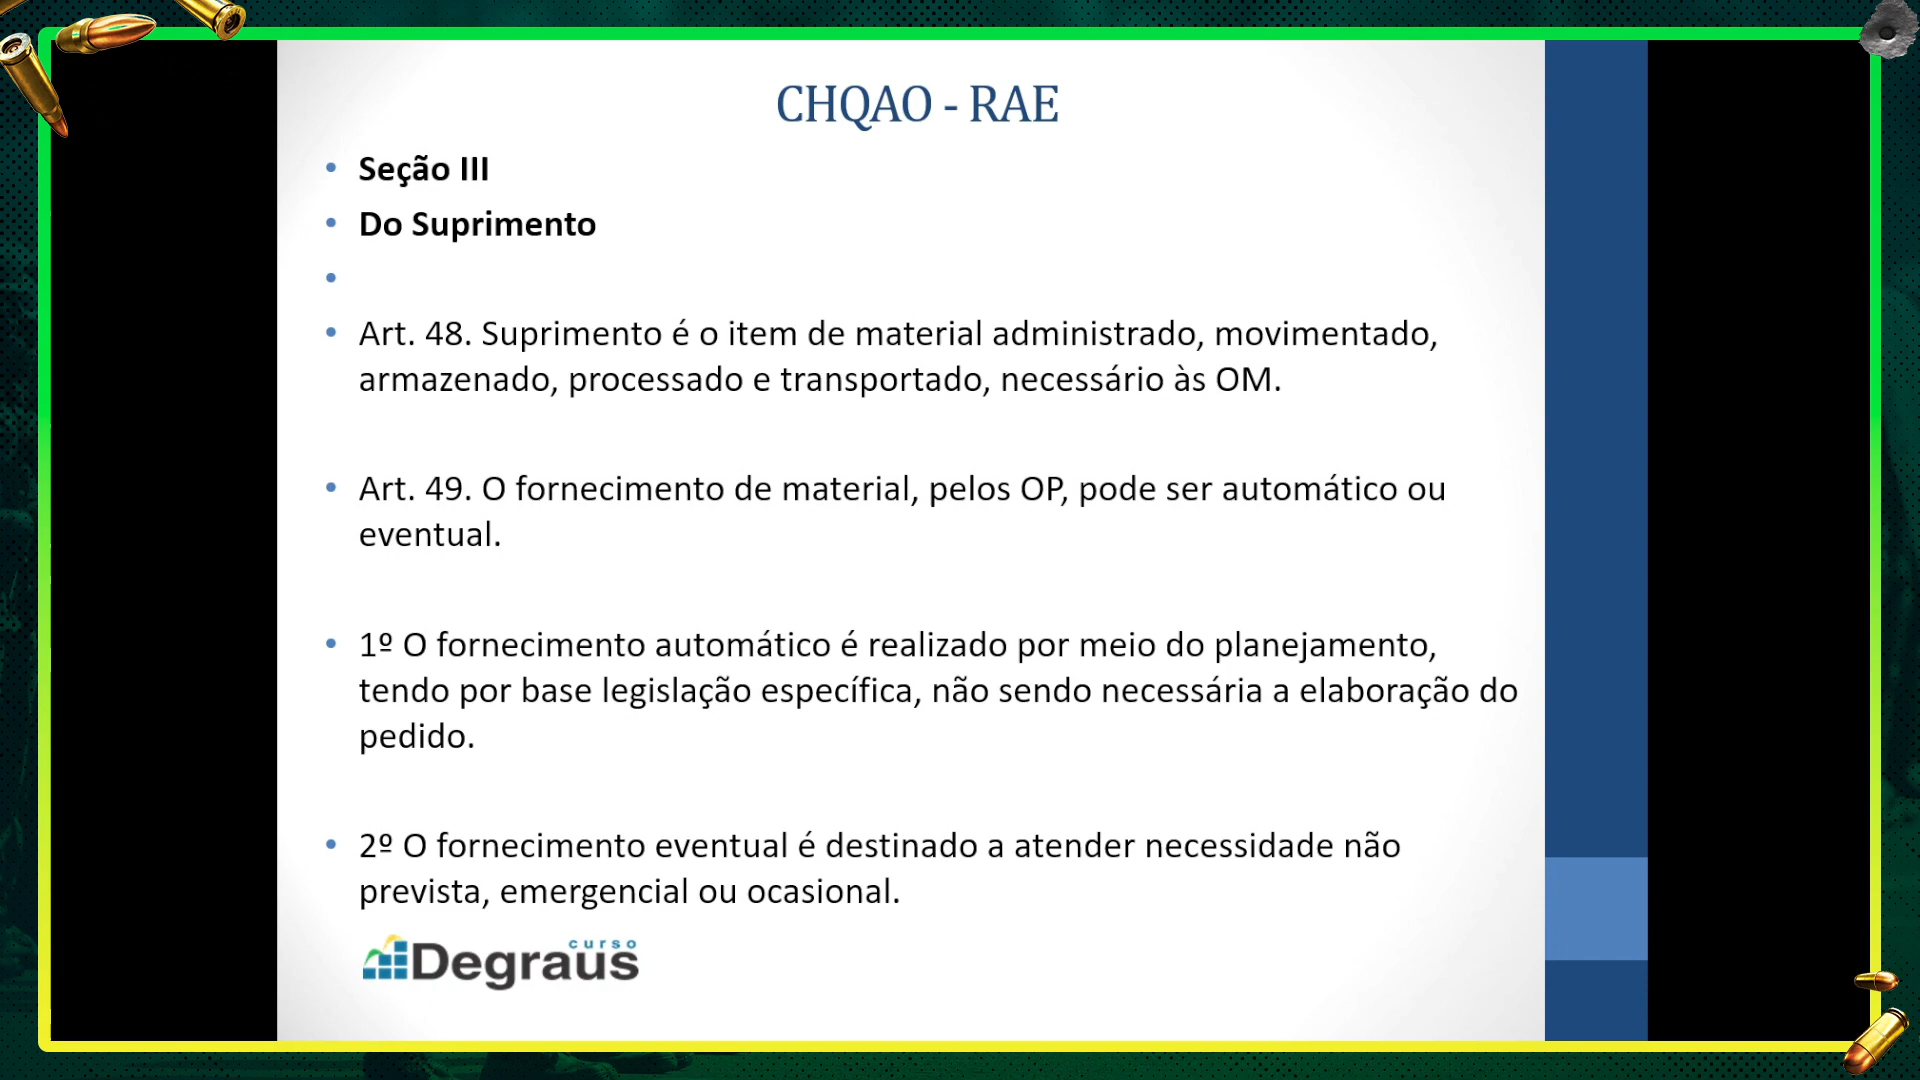 CHQAO - RAE
• Seção III
• Do Suprimento
•
• Art. 48. Suprimento é o item de material administrado, movimentado,
armazenado, processado e transportado, necessário às OM.
• Art. 49. O fornecimento de material, pelos OP, pode ser automático ou
eventual.
• 1º O fornecimento automático é realizado por meio do planejamento,
tendo por base legislação específica, não sendo necessária a elaboração do
pedido.
• 2º O fornecimento eventual é destinado a atender necessidade não
prevista, emergencial ou ocasional.
curso
Degraus